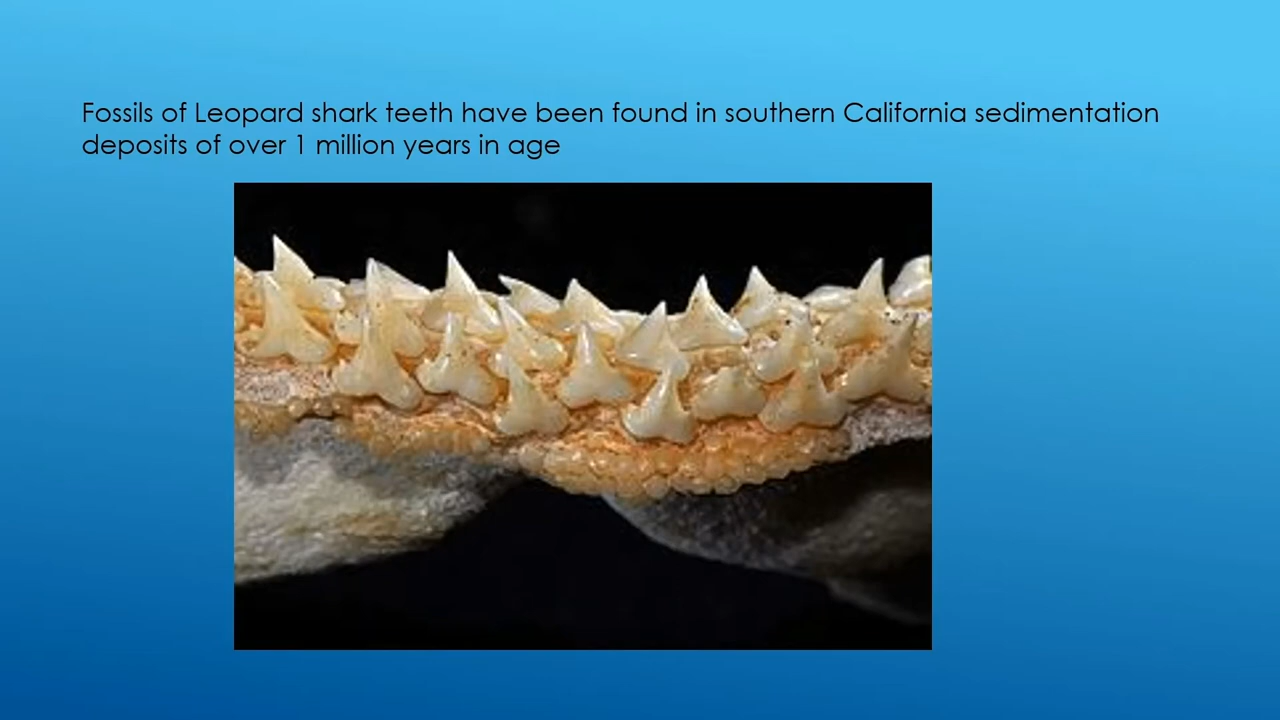 Fossils of Leopard shark teeth have been found in southern California sedimentation
deposits of over 1 million years in age